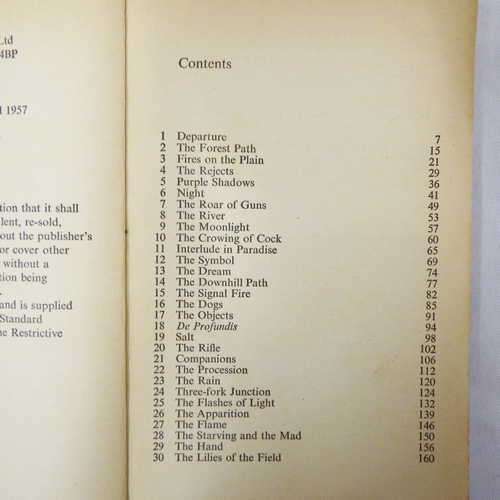 Ltd
4BP
1957
tion that it shall
lent, re-sold,
out the publisher's
or cover other
without a
tion being
and is supplied
Standard
e Restrictive
Contents
1 Departure 7
2 The Forest Path 15
3 Fires on the Plain 21
4 The Rejects 29
5 Purple Shadows 36
6 Night 41
7 The Roar of Guns 49
8 The River 53
9 The Moonlight 57
10 The Crowing of Cock 60
11 Interlude in Paradise 65
12 The Symbol 69
13 The Dream 74
14 The Downhill Path 77
15 The Signal Fire 82
16 The Dogs 85
17 The Objects 91
18 De Profundis 94
19 Salt 98
20 The Rifle 102
21 Companions 106
22 The Procession 112
23 The Rain 120
24 Three-fork Junction 124
25 The Flashes of Light 132
26 The Apparition 139
27 The Flame 146
28 The Starving and the Mad 150
29 The Hand 156
30 The Lilies of the Field 160